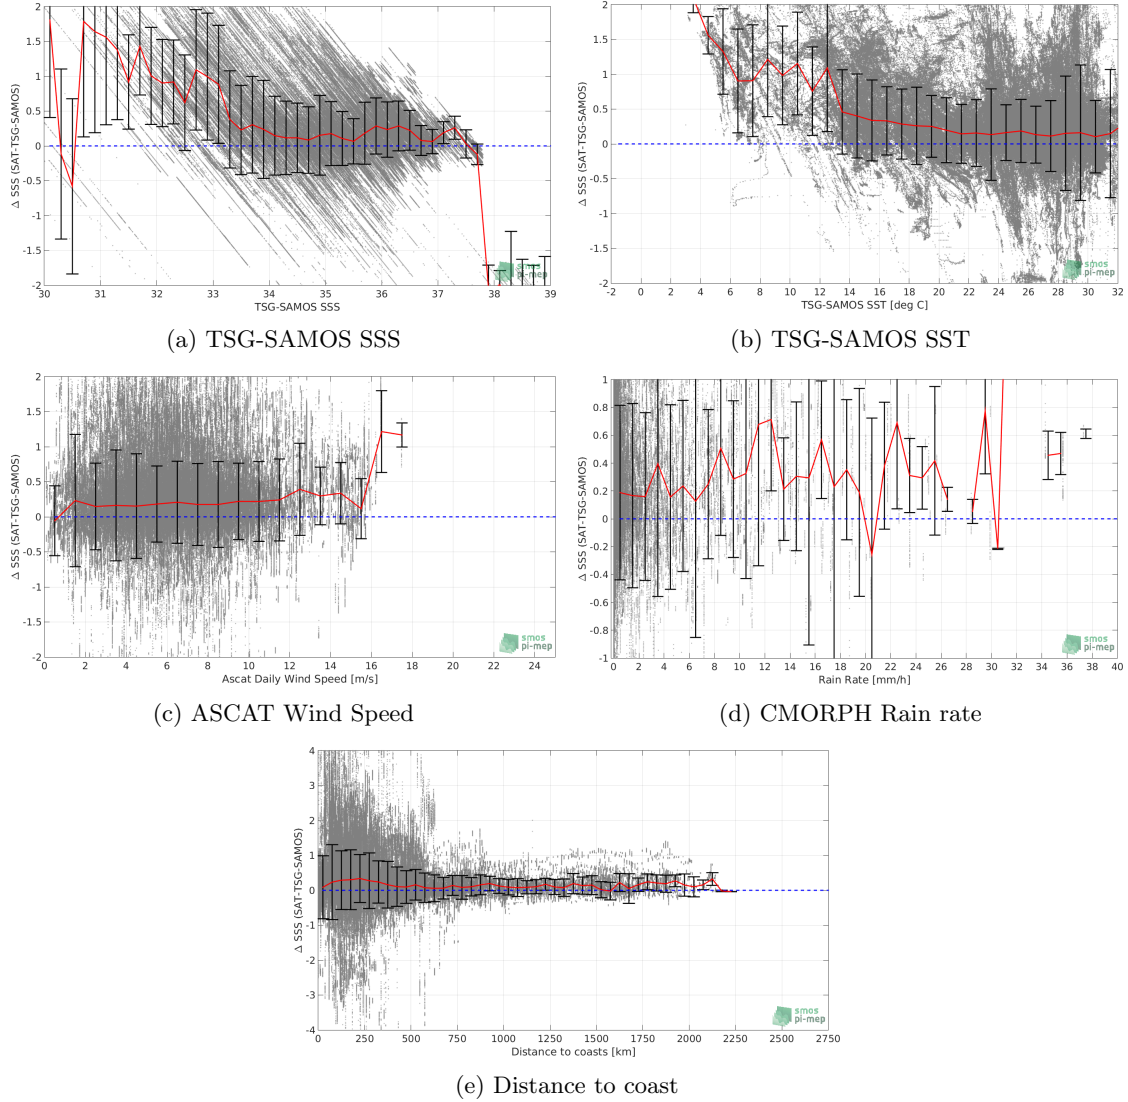 2
1.5
1
0.5
0
-0.5
-1
-1.5
-2
Δ SSS (SAT-TSG-SAMOS)
30 31 32 33 34 35 36 37 38 39
TSG-SAMOS SSS
smos
pi-mep
(a) TSG-SAMOS SSS
2
1.5
1
0.5
0
-0.5
-1
-1.5
-2
Δ SSS (SAT-TSG-SAMOS)
-2 0 2 4 6 8 10 12 14 16 18 20 22 24 26 28 30 32
TSG-SAMOS SST [deg C]
smos
pi-mep
(b) TSG-SAMOS SST
2
1.5
1
0.5
0
-0.5
-1
-1.5
-2
Δ SSS (SAT-TSG-SAMOS)
0 2 4 6 8 10 12 14 16 18 20 22 24
Ascat Daily Wind Speed [m/s]
smos
pi-mep
(c) ASCAT Wind Speed
1
0.8
0.6
0.4
0.2
0
-0.2
-0.4
-0.6
-0.8
-1
Δ SSS (SAT-TSG-SAMOS)
0 2 4 6 8 10 12 14 16 18 20 22 24 26 28 30 32 34 36 38 40
Rain Rate [mm/h]
smos
pi-mep
(d) CMORPH Rain rate
4
3
2
1
0
-1
-2
-3
-4
Δ SSS (SAT-TSG-SAMOS)
0 250 500 750 1000 1250 1500 1750 2000 2250 2500 2750
Distance to coasts [km]
smos
pi-mep
(e) Distance to coast